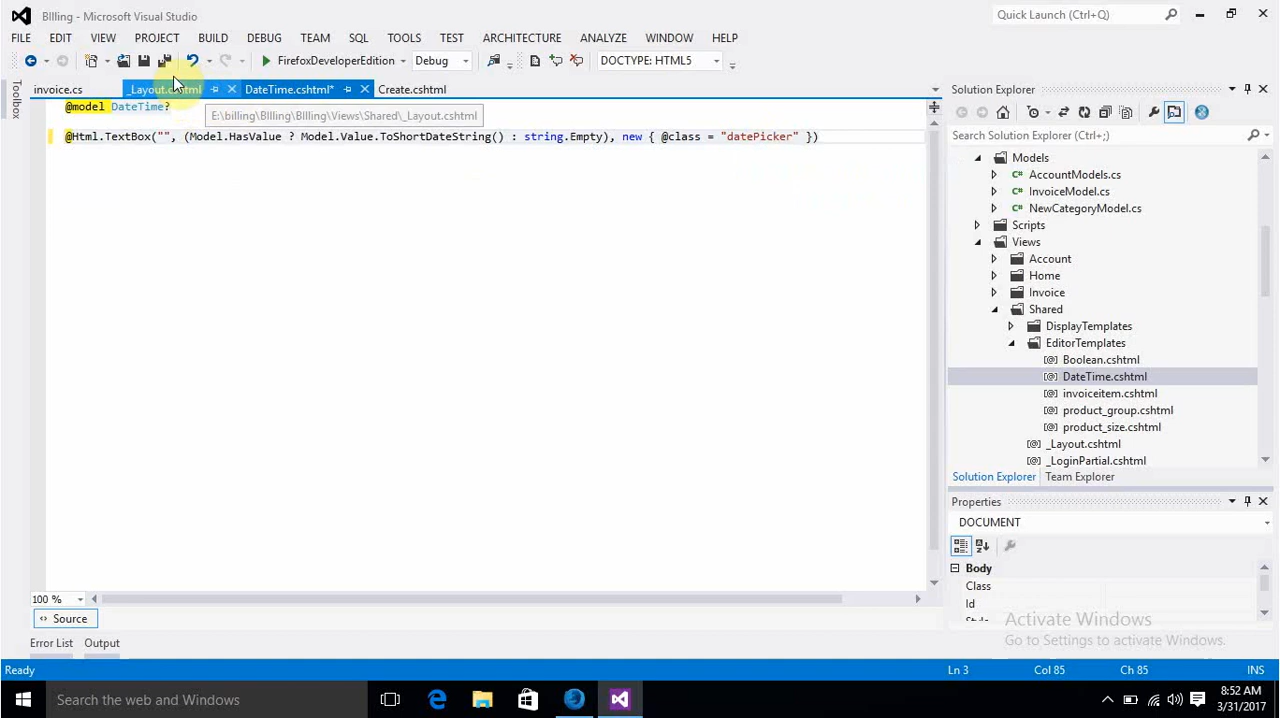 BIlling - Microsoft Visual Studio
Quick Launch (Ctrl+Q)
FILE EDIT VIEW PROJECT BUILD DEBUG TEAM SQL TOOLS TEST ARCHITECTURE ANALYZE WINDOW HELP
FirefoxDeveloperEdition Debug DOCTYPE: HTML5
Toolbox
invoice.cs _Layout.cshtml DateTime.cshtml* Create.cshtml
@model DateTime?
E:\billing\BIlling\BIlling\Views\Shared\_Layout.cshtml
@Html.TextBox("", (Model.HasValue ? Model.Value.ToShortDateString() : string.Empty), new { @class = "datePicker" })
Solution Explorer
Search Solution Explorer (Ctrl+;)
Models
AccountModels.cs
InvoiceModel.cs
NewCategoryModel.cs
Scripts
Views
Account
Home
Invoice
Shared
DisplayTemplates
EditorTemplates
Boolean.cshtml
DateTime.cshtml
invoiceitem.cshtml
product_group.cshtml
product_size.cshtml
_Layout.cshtml
_LoginPartial.cshtml
Solution Explorer Team Explorer
Properties
DOCUMENT
Body
Class
Id
Style
100 %
Source
Activate Windows
Go to Settings to activate Windows.
Error List Output
Ready Ln 3 Col 85 Ch 85 INS
Search the web and Windows
8:52 AM
3/31/2017